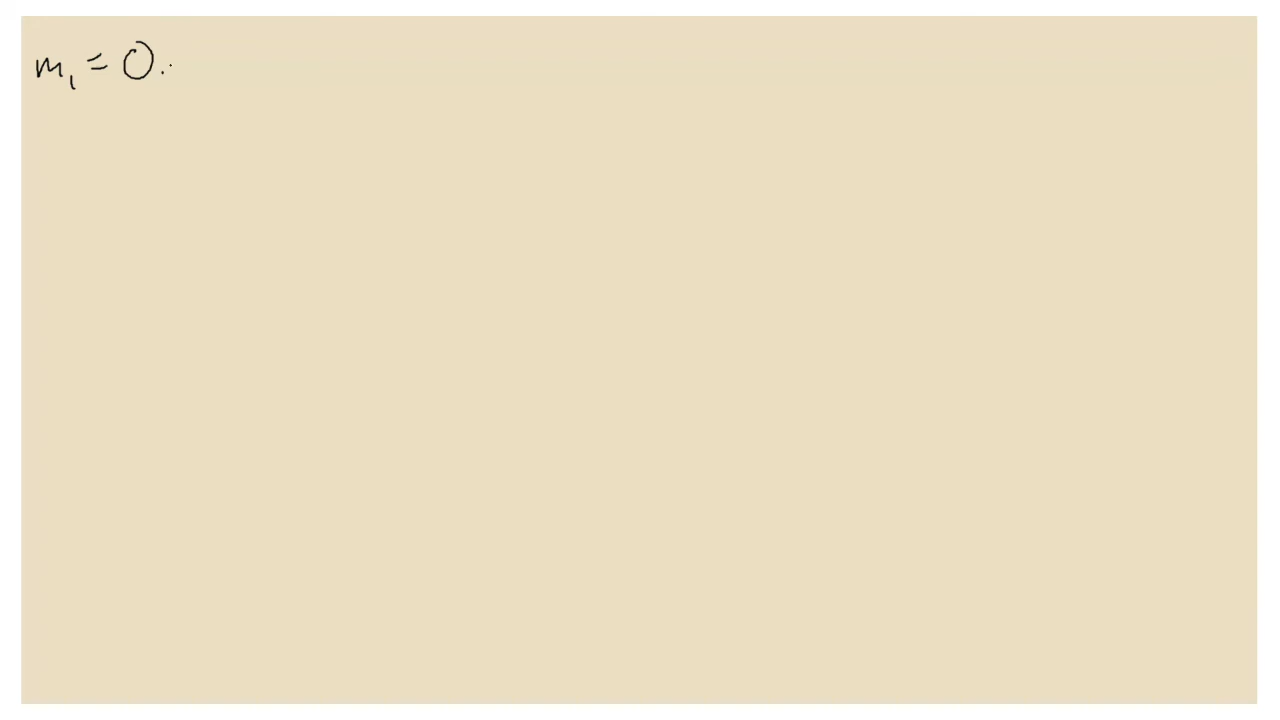 m₁ = 0.